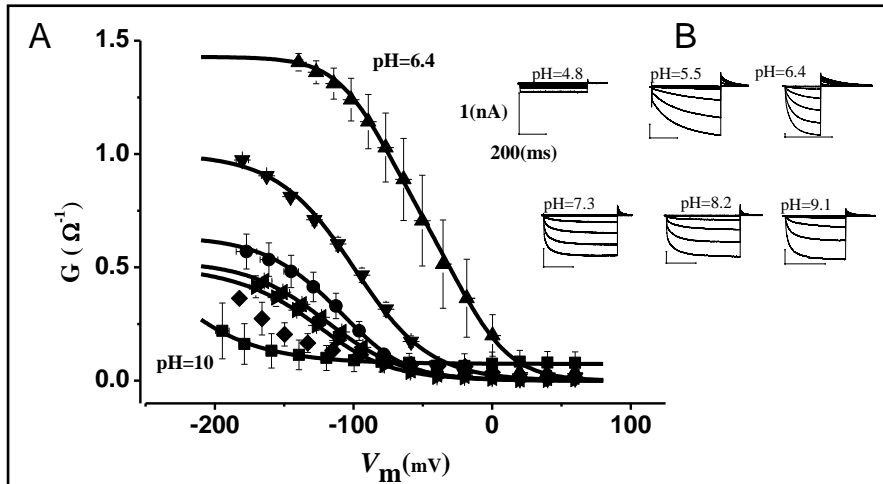 A
B
1.5
1.0
0.5
0.0
G ( Ω⁻¹)
pH=6.4
pH=10
-200
-100
0
100
Vm(mV)
pH=4.8
pH=5.5
pH=6.4
1(nA)
200(ms)
pH=7.3
pH=8.2
pH=9.1